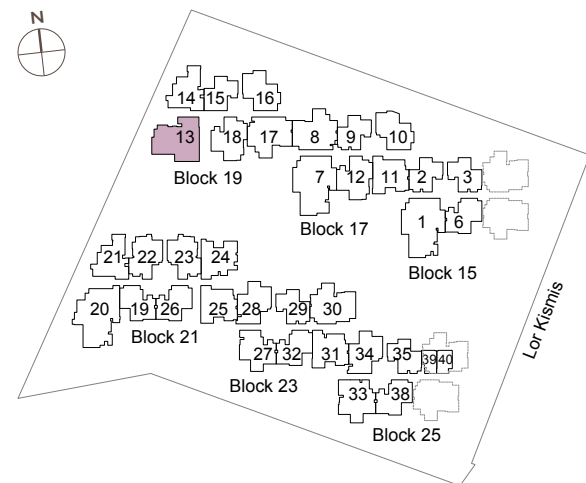 N
14 15 16
13 18 17 8 9 10
Block 19
7 12 11 2 3
Block 17
1 6
Block 15
21 22 23 24
20 19 26 25 28 29 30
Block 21
27 32 31 34 35 39 40
Block 23
33 38
Block 25
Lor Kismis